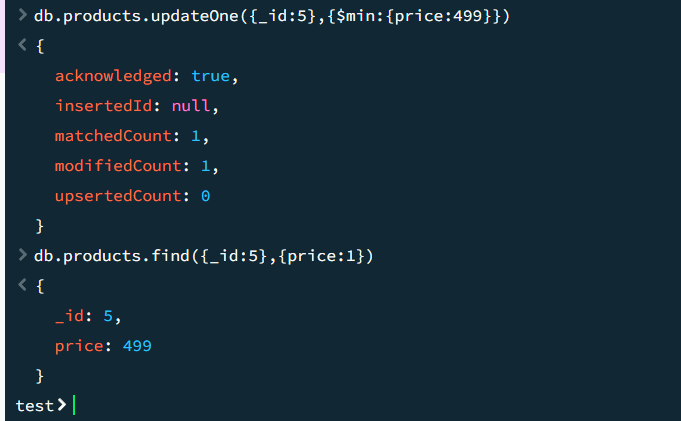 > db.products.updateOne({_id:5},{$min:{price:499}})
< {
acknowledged: true,
insertedId: null,
matchedCount: 1,
modifiedCount: 1,
upsertedCount: 0
}
> db.products.find({_id:5},{price:1})
< {
_id: 5,
price: 499
}
test>